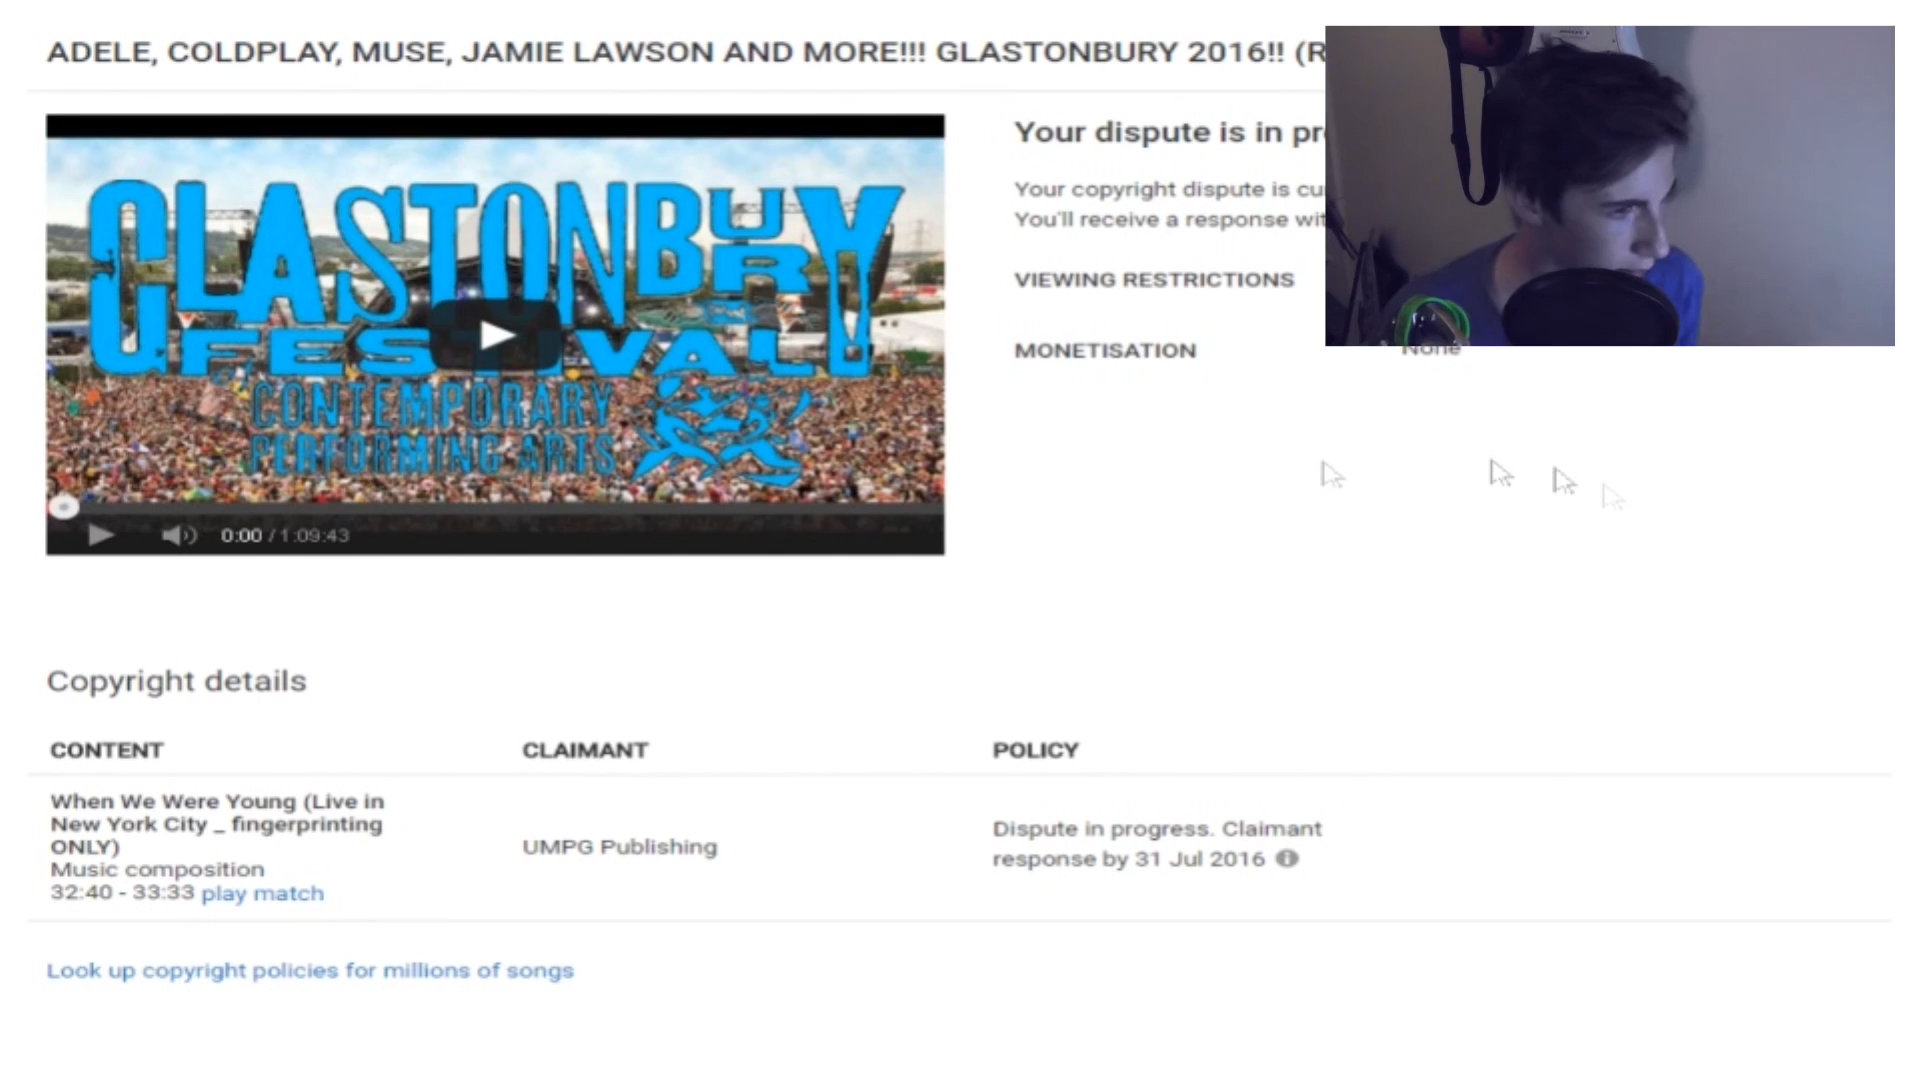 ADELE, COLDPLAY, MUSE, JAMIE LAWSON AND MORE!!! GLASTONBURY 2016!! (R
GLASTONBURY
FESTIVAL
CONTEMPORARY
PERFORMING ARTS
0:00 / 1:09:43
Your dispute is in pr
Your copyright dispute is cu
You'll receive a response wit
VIEWING RESTRICTIONS
MONETISATION None
Copyright details
CONTENT CLAIMANT POLICY
When We Were Young (Live in
New York City _ fingerprinting
ONLY)
Music composition
32:40 - 33:33 play match
UMPG Publishing
Dispute in progress. Claimant
response by 31 Jul 2016
Look up copyright policies for millions of songs